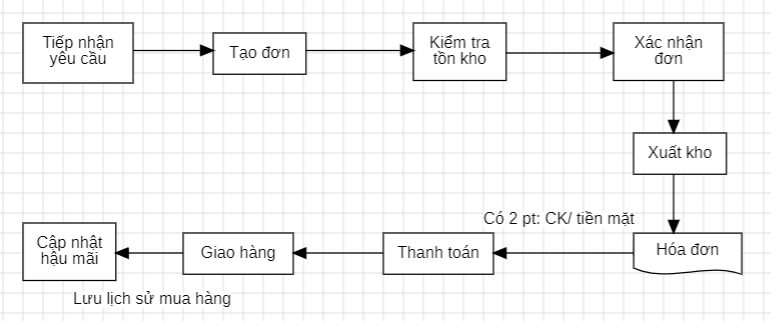 Tiếp nhận
yêu cầu
Tạo đơn
Kiểm tra
tồn kho
Xác nhận
đơn
Xuất kho
Có 2 pt: CK/ tiền mặt
Hóa đơn
Thanh toán
Giao hàng
Cập nhật
hậu mãi
Lưu lịch sử mua hàng